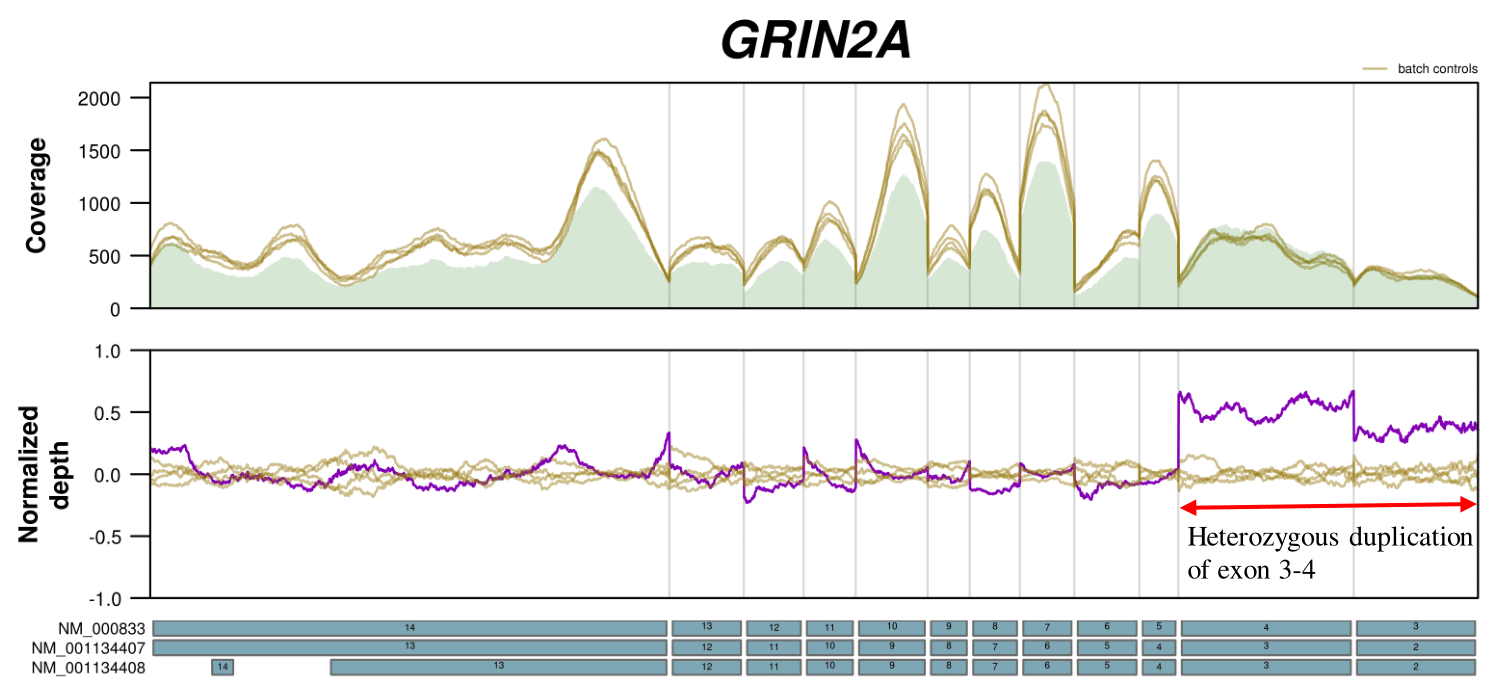 GRIN2A
batch controls
Coverage
2000
1500
1000
500
0
Normalized
depth
1.0
0.5
0.0
-0.5
-1.0
Heterozygous duplication
of exon 3-4
NM_000833 14 13 12 11 10 9 8 7 6 5 4 3
NM_001134407 13 12 11 10 9 8 7 6 5 4 3 2
NM_001134408 14 13 12 11 10 9 8 7 6 5 4 3 2